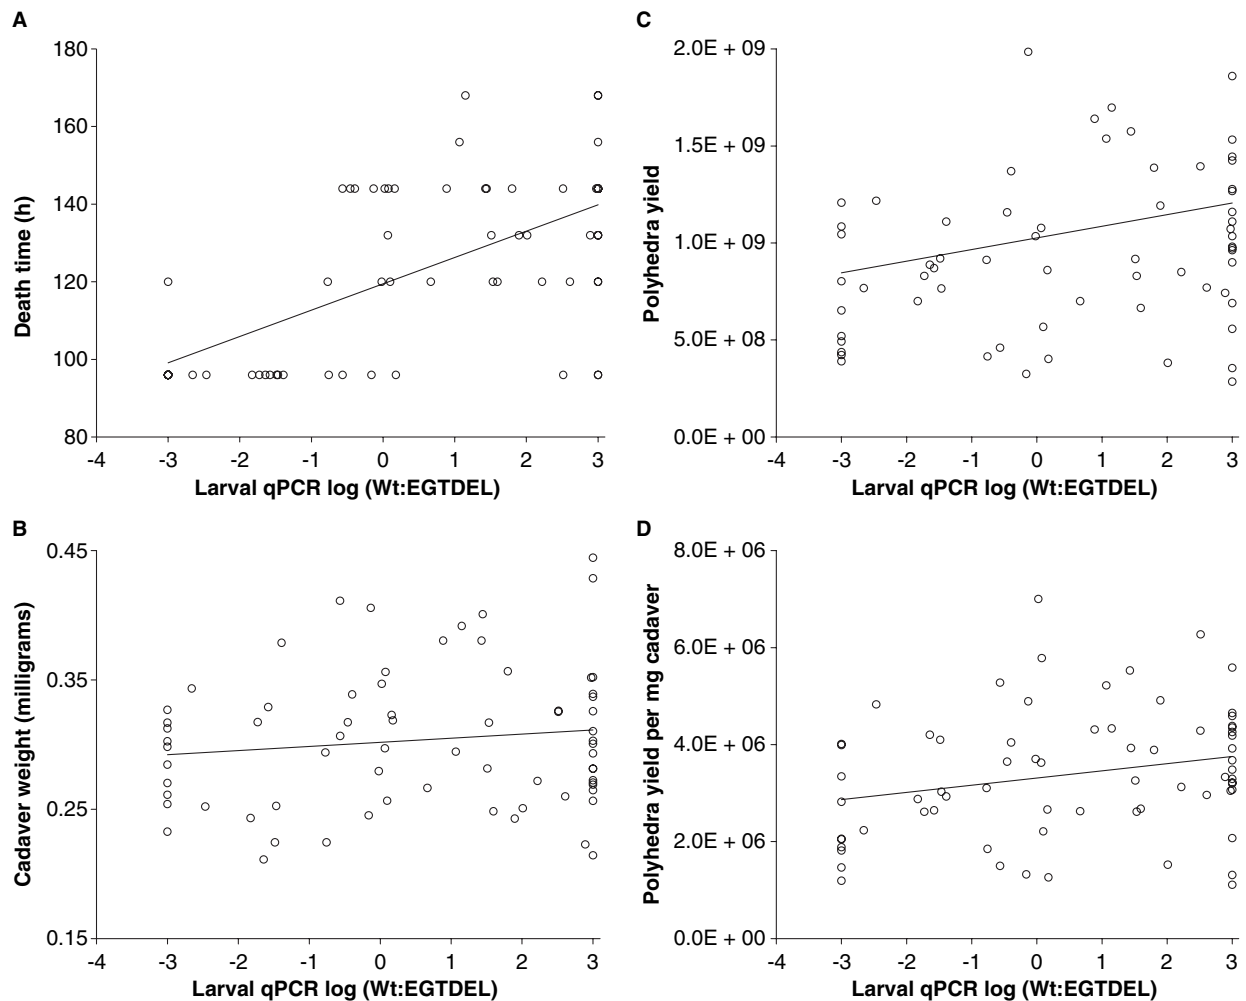 A
180
160
140
120
100
80
Death time (h)
-4 -3 -2 -1 0 1 2 3
Larval qPCR log (Wt:EGTDEL)
B
0.45
0.35
0.25
0.15
Cadaver weight (milligrams)
-4 -3 -2 -1 0 1 2 3
Larval qPCR log (Wt:EGTDEL)
C
2.0E + 09
1.5E + 09
1.0E + 09
5.0E + 08
0.0E + 00
Polyhedra yield
-4 -3 -2 -1 0 1 2 3
Larval qPCR log (Wt:EGTDEL)
D
8.0E + 06
6.0E + 06
4.0E + 06
2.0E + 06
0.0E + 00
Polyhedra yield per mg cadaver
-4 -3 -2 -1 0 1 2 3
Larval qPCR log (Wt:EGTDEL)